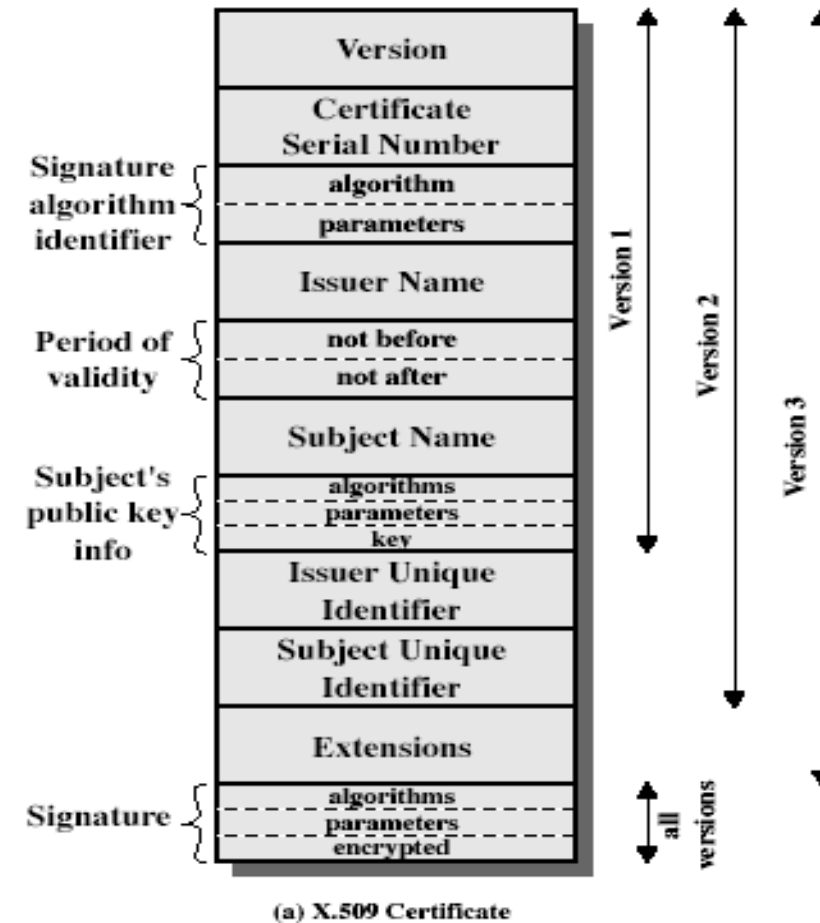 Version
Certificate
Serial Number
Signature
algorithm
identifier
algorithm
parameters
Issuer Name
Period of
validity
not before
not after
Subject Name
Subject's
public key
info
algorithms
parameters
key
Issuer Unique
Identifier
Subject Unique
Identifier
Extensions
Signature
algorithms
parameters
encrypted
Version 1
Version 2
Version 3
all
versions
(a) X.509 Certificate